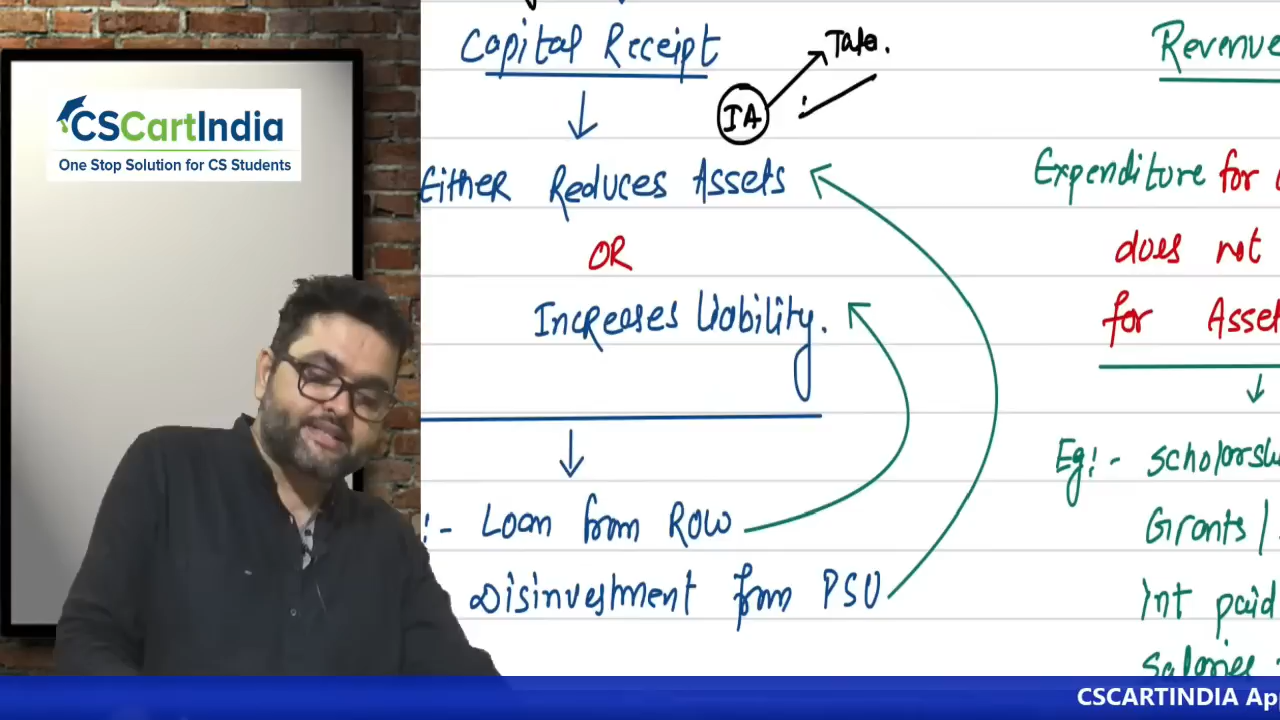 CSCartIndia
One Stop Solution for CS Students
Capital Receipt
IA
Either Reduces Assets
OR
Increases Liability.
:- Loan from ROW
Disinvestment from PSU
Revenue
Expenditure for
does not
for Asset
Eg:- Scholarsh
Grants/
Int paid
Salaries
CSCARTINDIA Ap